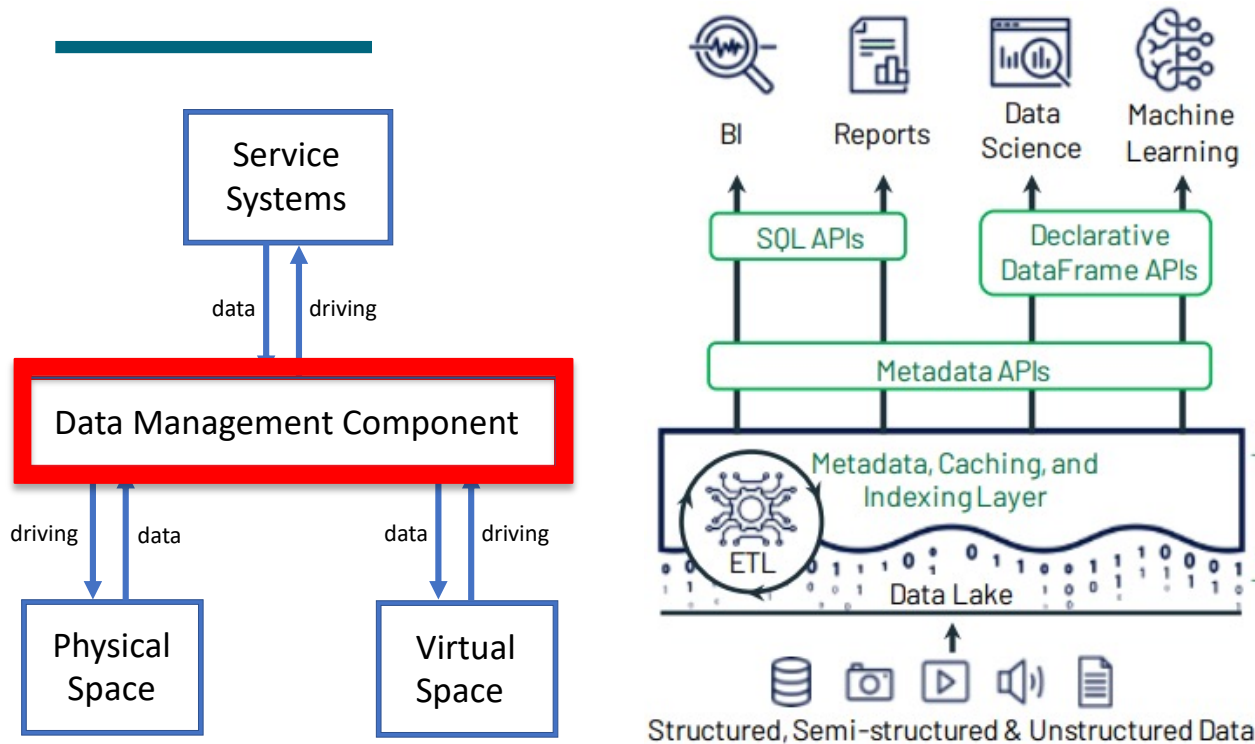 Service
Systems
data
driving
Data Management Component
driving
data
data
driving
Physical
Space
Virtual
Space
BI
Reports
Data
Science
Machine
Learning
SQL APIs
Declarative
DataFrame APIs
Metadata APIs
Metadata, Caching, and
Indexing Layer
ETL
Data Lake
Structured, Semi-structured & Unstructured Data